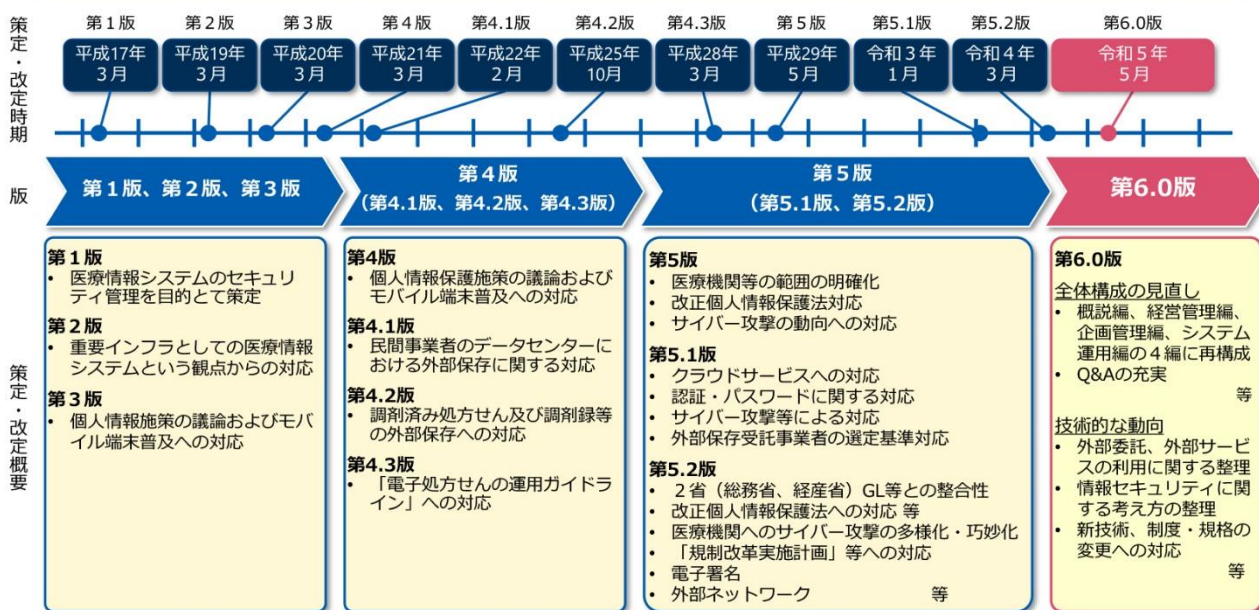 策定・改定時期
第１版
第２版
第３版
第４版
第4.1版
第4.2版
第4.3版
第５版
第5.1版
第5.2版
第6.0版
平成17年
３月
平成19年
３月
平成20年
３月
平成21年
３月
平成22年
２月
平成25年
10月
平成28年
３月
平成29年
５月
令和３年
１月
令和４年
３月
令和５年
５月
版
第１版、第２版、第３版
第４版
（第4.1版、第4.2版、第4.3版）
第５版
（第5.1版、第5.2版）
第6.0版
策定・改定概要
第１版
• 医療情報システムのセキュリ
ティ管理を目的とて策定
第２版
• 重要インフラとしての医療情報
システムという観点からの対応
第３版
• 個人情報施策の議論およびモバ
イル端末普及への対応
第4版
• 個人情報保護施策の議論および
モバイル端末普及への対応
第4.1版
• 民間事業者のデータセンターに
おける外部保存に関する対応
第4.2版
• 調剤済み処方せん及び調剤録等
の外部保存への対応
第4.3版
• 「電子処方せんの運用ガイドラ
イン」への対応
第5版
• 医療機関等の範囲の明確化
• 改正個人情報保護法対応
• サイバー攻撃の動向への対応
第5.1版
• クラウドサービスへの対応
• 認証・パスワードに関する対応
• サイバー攻撃等による対応
• 外部保存受託事業者の選定基準対応
第5.2版
• ２省（総務省、経産省）GL等との整合性
• 改正個人情報保護法への対応 等
• 医療機関へのサイバー攻撃の多様化・巧妙化
• 「規制改革実施計画」等への対応
• 電子署名
• 外部ネットワーク 等
第6.0版
全体構成の見直し
• 概説編、経営管理編、
企画管理編、システム
運用編の４編に再構成
• Q&Aの充実
等
技術的な動向
• 外部委託、外部サービ
スの利用に関する整理
• 情報セキュリティに関
する考え方の整理
• 新技術、制度・規格の
変更への対応
等